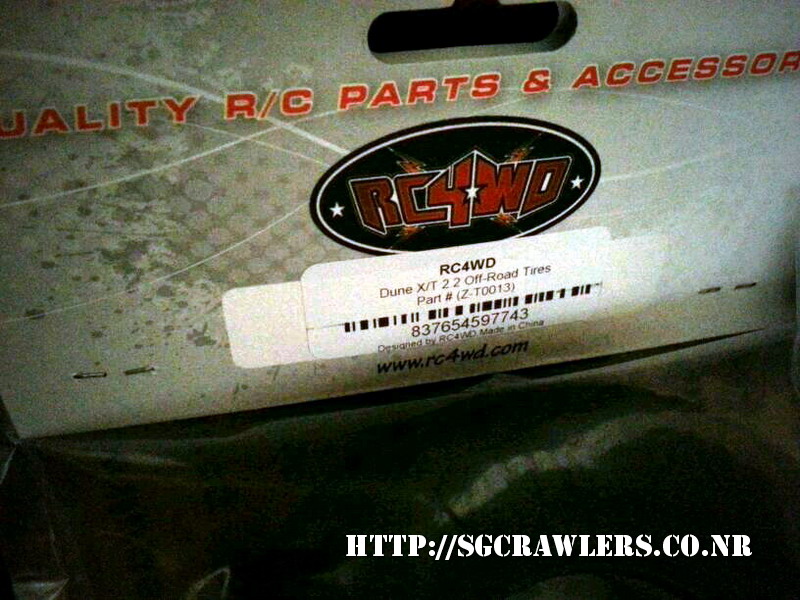 UALITY R/C PARTS & ACCESSOR
RC4WD
RC4WD
Dune X/T 2.2 Off-Road Tires
Part # (Z-T0013)
837654597743
Designed by RC4WD Made in China
www.rc4wd.com
HTTP://SGCRAWLERS.CO.NR